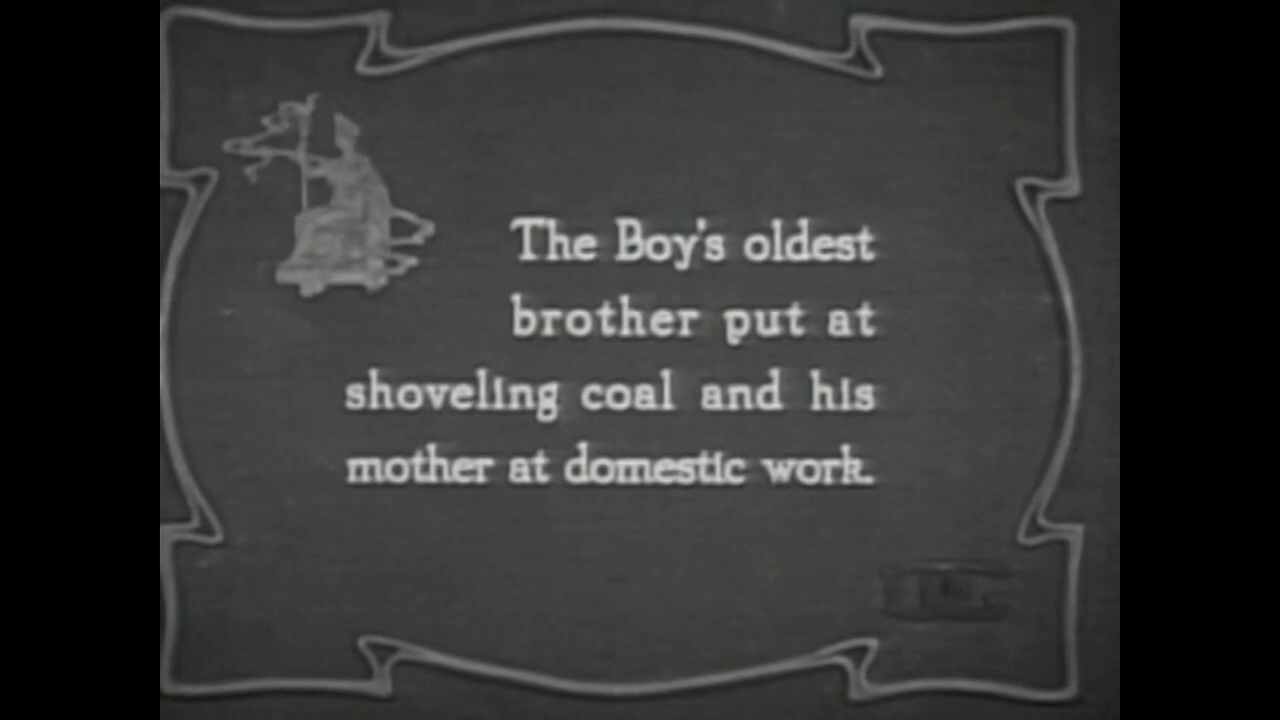 The Boy's oldest
brother put at
shoveling coal and his
mother at domestic work.